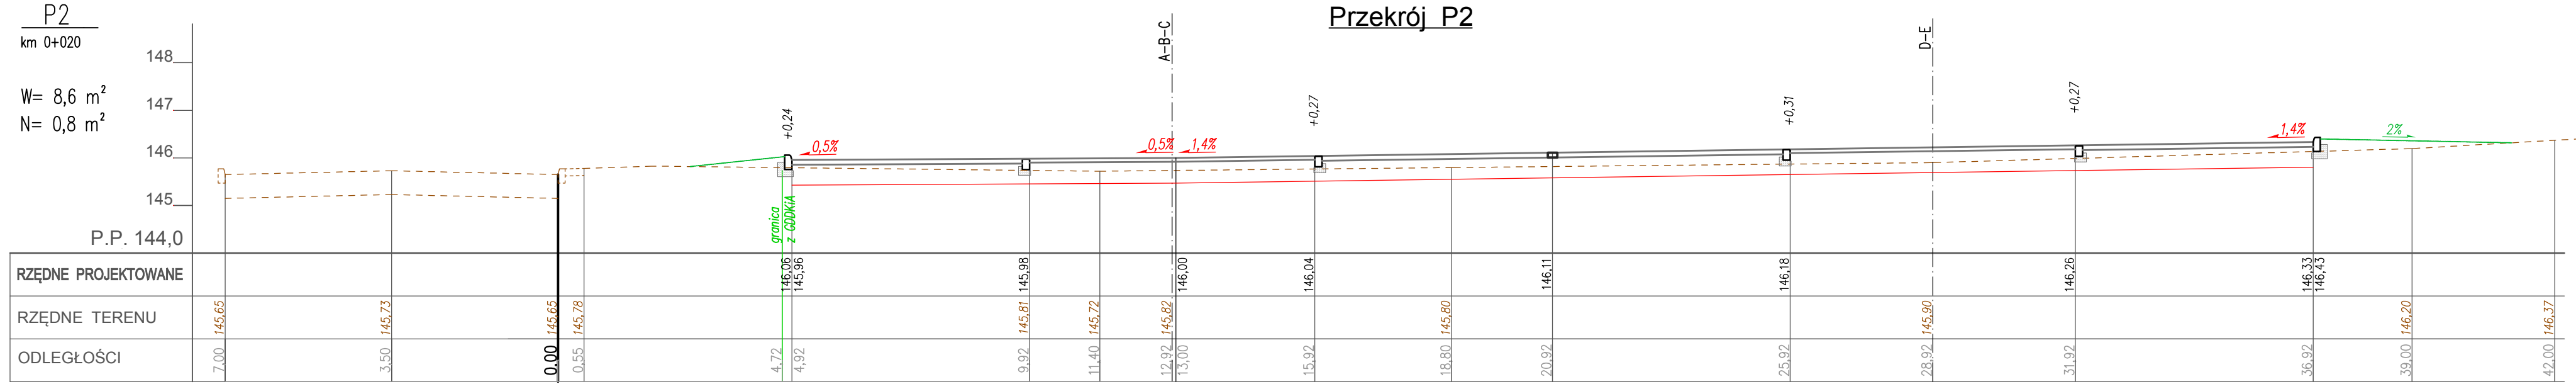 P2
km 0+020
W= 8,6 m²
N= 0,8 m²
Przekrój P2
148
147
146
145
P.P. 144,0
A-B-C
D-E
+0,24
+0,27
+0,31
+0,27
0,5%
0,5%
1,4%
1,4%
2%
granica
z GDDKiA
RZĘDNE PROJEKTOWANE
146,06 145,96 145,98 146,00 146,04 146,11 146,18 146,26 146,33 146,43
RZĘDNE TERENU
145,65 145,73 145,65 145,78 145,81 145,72 145,82 145,80 145,90 146,20 146,37
ODLEGŁOŚCI
7,00 3,50 0.00 0,55 4,72 4,92 9,92 11,40 12,92 13,00 15,92 18,80 20,92 25,92 28,92 31,92 36,92 39,00 42,00